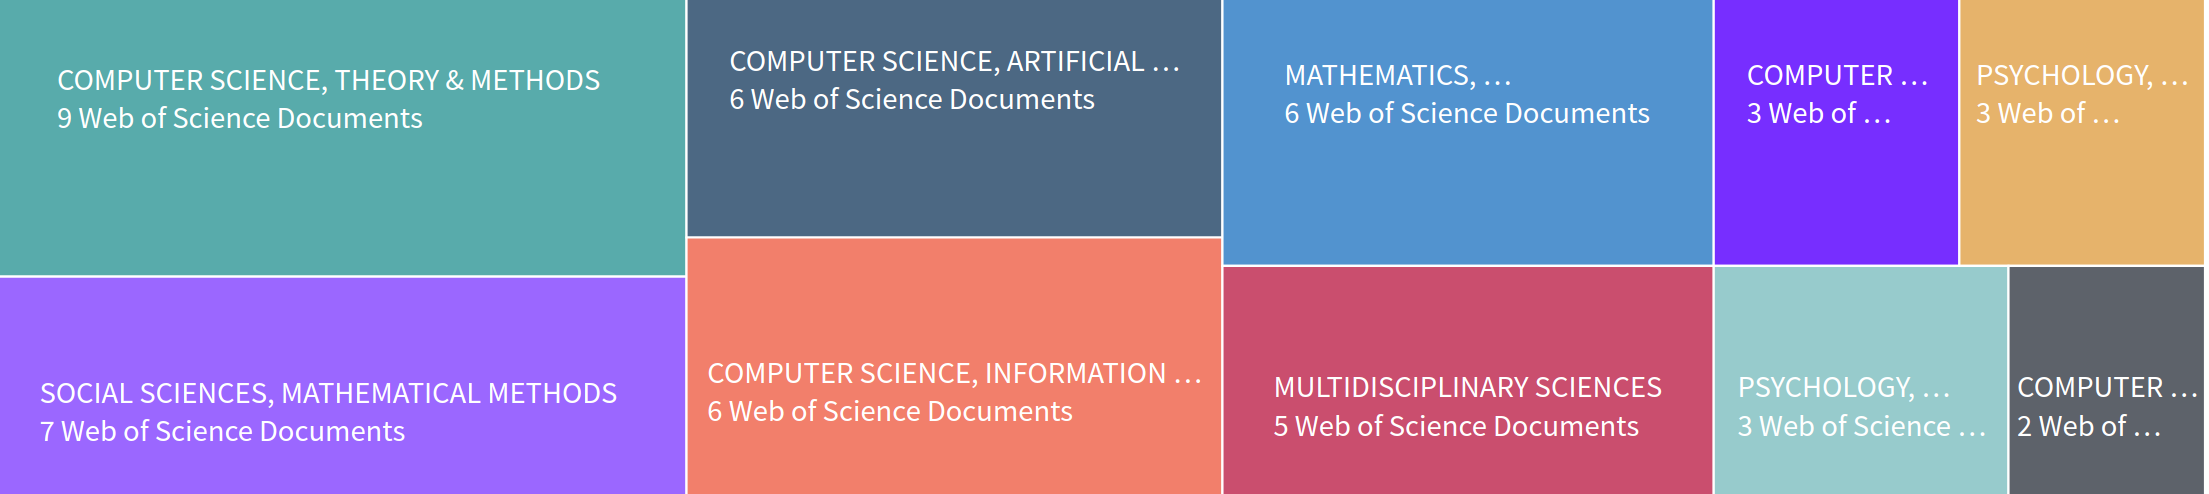 COMPUTER SCIENCE, THEORY & METHODS
9 Web of Science Documents
SOCIAL SCIENCES, MATHEMATICAL METHODS
7 Web of Science Documents
COMPUTER SCIENCE, ARTIFICIAL …
6 Web of Science Documents
COMPUTER SCIENCE, INFORMATION …
6 Web of Science Documents
MATHEMATICS, …
6 Web of Science Documents
MULTIDISCIPLINARY SCIENCES
5 Web of Science Documents
COMPUTER …
3 Web of …
PSYCHOLOGY, …
3 Web of …
PSYCHOLOGY, …
3 Web of Science …
COMPUTER …
2 Web of …